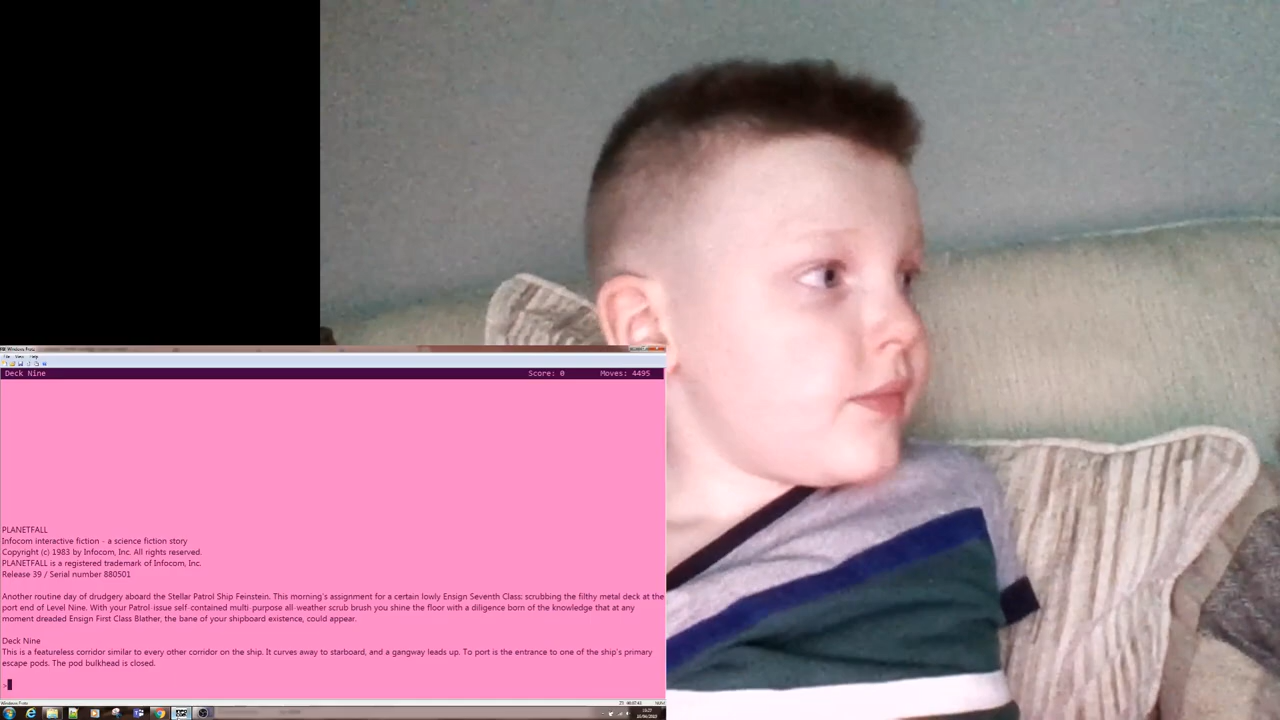 Windows Frotz
File View Help
Deck Nine Score: 0 Moves: 4495
PLANETFALL
Infocom interactive fiction - a science fiction story
Copyright (c) 1983 by Infocom, Inc. All rights reserved.
PLANETFALL is a registered trademark of Infocom, Inc.
Release 39 / Serial number 880501
Another routine day of drudgery aboard the Stellar Patrol Ship Feinstein. This morning's assignment for a certain lowly Ensign Seventh Class: scrubbing the filthy metal deck at the
port end of Level Nine. With your Patrol-issue self-contained multi-purpose all-weather scrub brush you shine the floor with a diligence born of the knowledge that at any
moment dreaded Ensign First Class Blather, the bane of your shipboard existence, could appear.
Deck Nine
This is a featureless corridor similar to every other corridor on the ship. It curves away to starboard, and a gangway leads up. To port is the entrance to one of the ship's primary
escape pods. The pod bulkhead is closed.
>
Windows Frotz